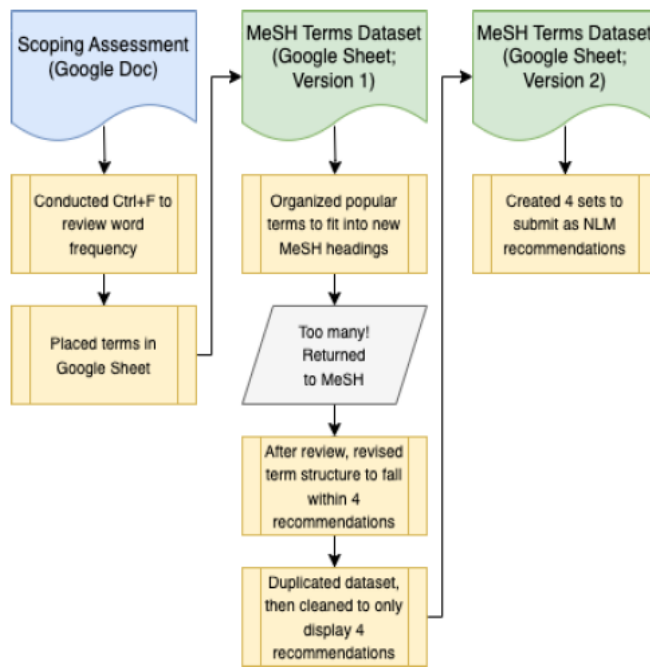 Scoping Assessment
(Google Doc)
Conducted Ctrl+F to
review word
frequency
Placed terms in
Google Sheet
MeSH Terms Dataset
(Google Sheet;
Version 1)
Organized popular
terms to fit into new
MeSH headings
Too many!
Returned
to MeSH
After review, revised
term structure to fall
within 4
recommendations
Duplicated dataset,
then cleaned to only
display 4
recommendations
MeSH Terms Dataset
(Google Sheet;
Version 2)
Created 4 sets to
submit as NLM
recommendations